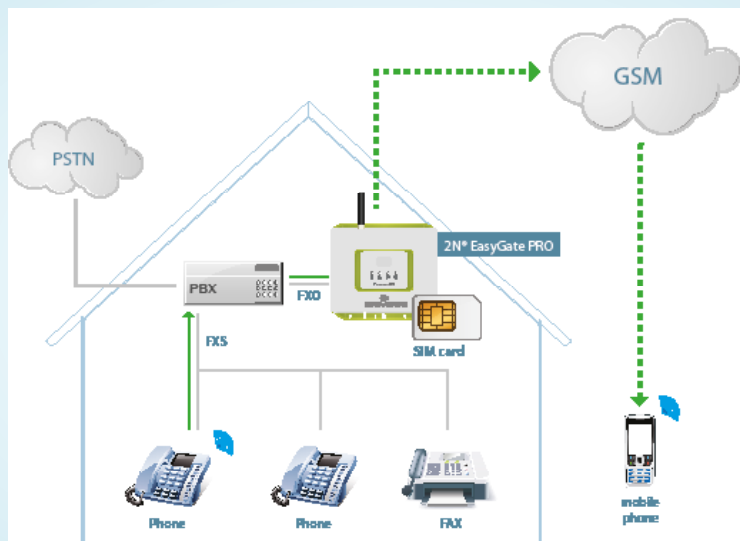 GSM
PSTN
2N® EasyGate PRO
PBX
FXO
SIM card
FXS
Phone
Phone
FAX
mobile
phone